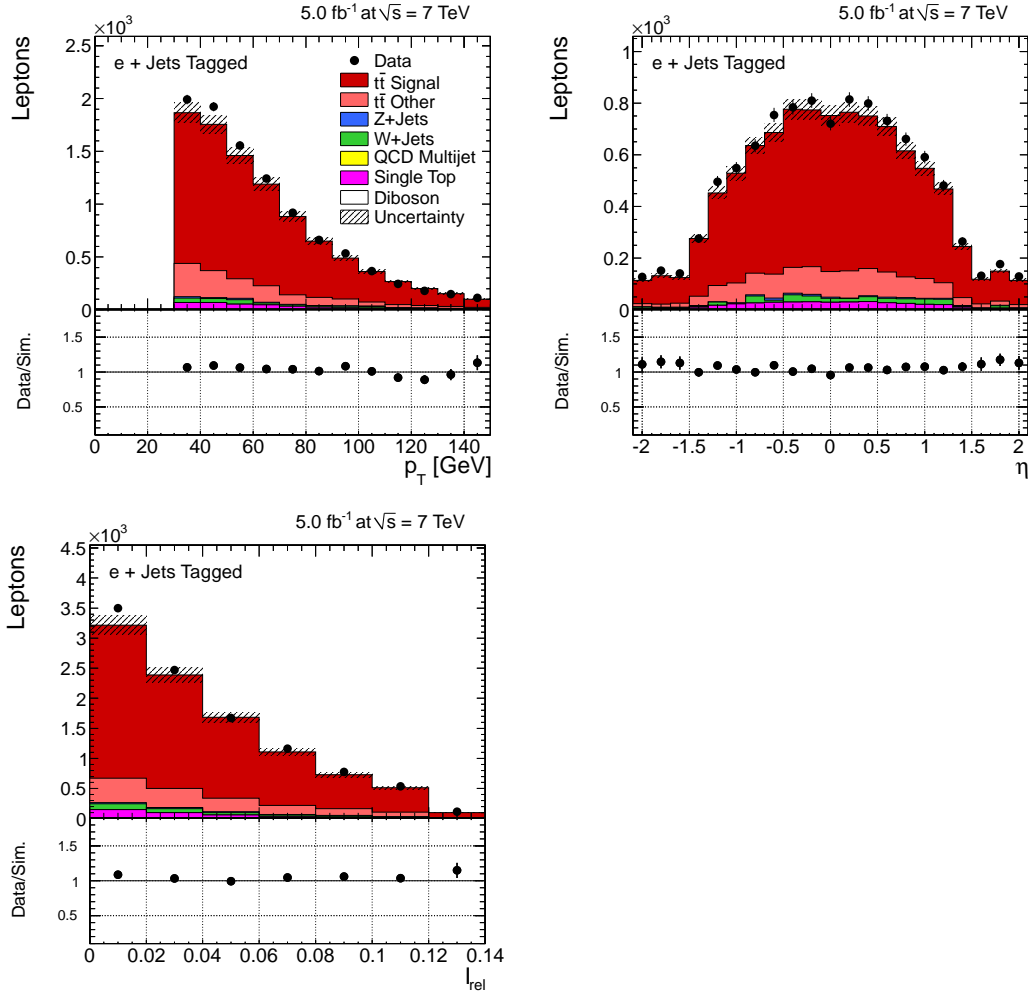 5.0 fb⁻¹ at √s = 7 TeV
×10³
e + Jets Tagged
Leptons
2.5
2
1.5
1
0.5
0
Data
tt̄ Signal
tt̄ Other
Z+Jets
W+Jets
QCD Multijet
Single Top
Diboson
Uncertainty
Data/Sim.
1.5
1
0.5
0 20 40 60 80 100 120 140
p_T [GeV]
5.0 fb⁻¹ at √s = 7 TeV
×10³
e + Jets Tagged
Leptons
1
0.8
0.6
0.4
0.2
0
Data/Sim.
1.5
1
0.5
-2 -1.5 -1 -0.5 0 0.5 1 1.5 2
η
5.0 fb⁻¹ at √s = 7 TeV
×10³
e + Jets Tagged
Leptons
4.5
4
3.5
3
2.5
2
1.5
1
0.5
0
Data/Sim.
1.5
1
0.5
0 0.02 0.04 0.06 0.08 0.1 0.12 0.14
I_rel